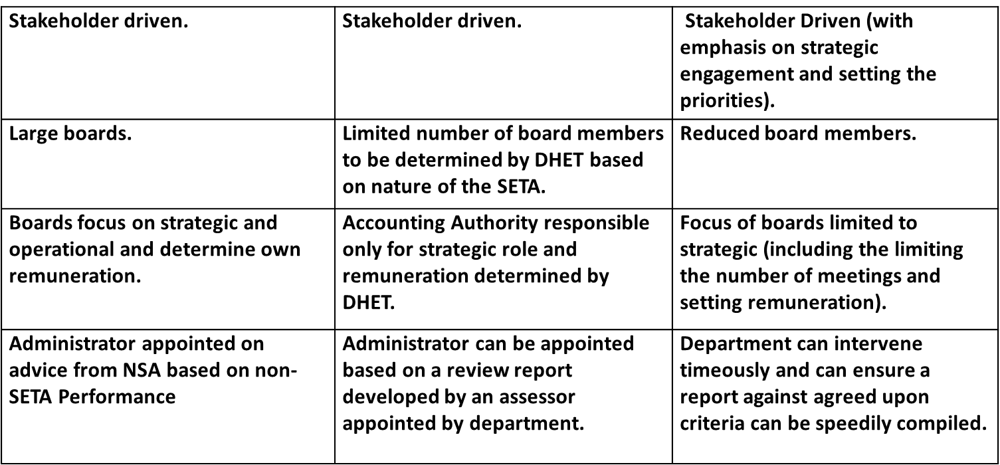 Stakeholder driven.
Stakeholder driven.
Stakeholder Driven (with
emphasis on strategic
engagement and setting the
priorities).
Large boards.
Limited number of board members
to be determined by DHET based
on nature of the SETA.
Reduced board members.
Boards focus on strategic and
operational and determine own
remuneration.
Accounting Authority responsible
only for strategic role and
remuneration determined by
DHET.
Focus of boards limited to
strategic (including the limiting
the number of meetings and
setting remuneration).
Administrator appointed on
advice from NSA based on non-
SETA Performance
Administrator can be appointed
based on a review report
developed by an assessor
appointed by department.
Department can intervene
timeously and can ensure a
report against agreed upon
criteria can be speedily compiled.